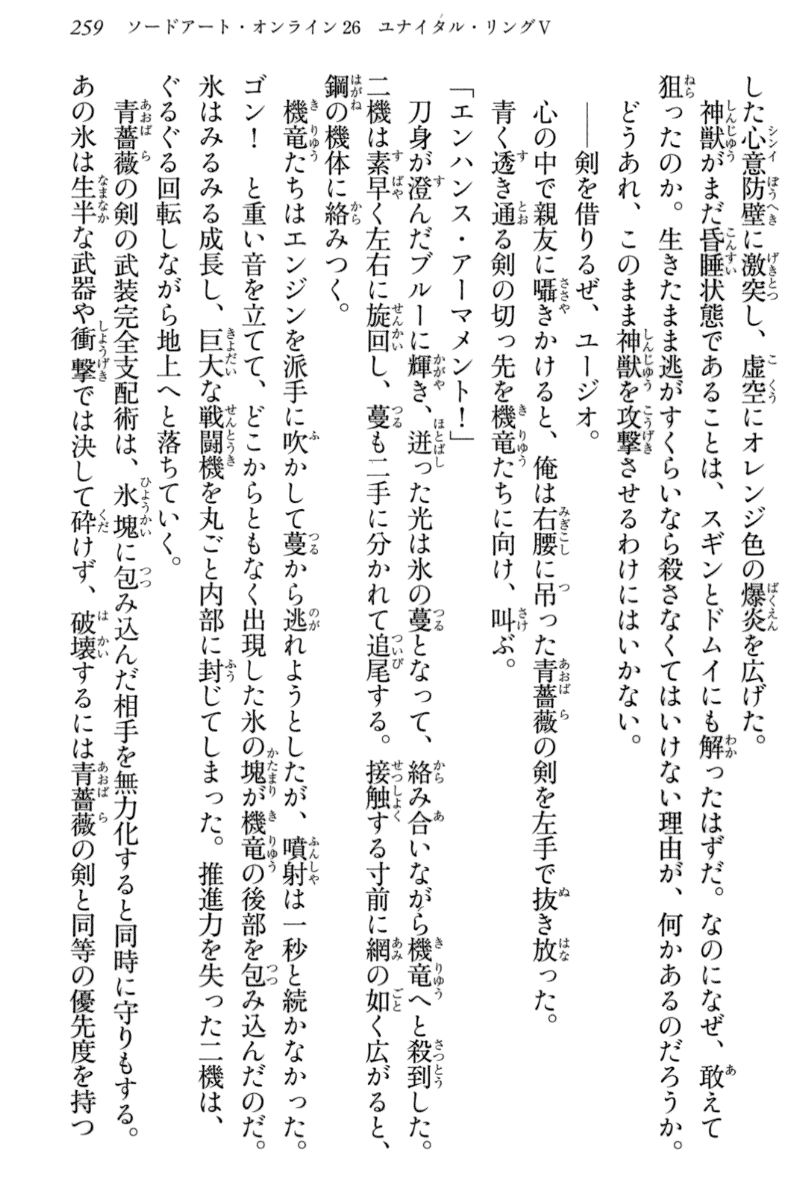 259　ソードアート・オンライン26　ユナイタル・リングⅤ
した心意防壁に激突し、虚空にオレンジ色の爆炎を広げた。
神獣がまだ昏睡状態であることは、スギンとドムイにも解ったはずだ。なのになぜ、敢えて
狙ったのか。生きたまま逃がすくらいなら殺さなくてはいけない理由が、何かあるのだろうか。
どうあれ、このまま神獣を攻撃させるわけにはいかない。
――剣を借りるぜ、ユージオ。
心の中で親友に囁きかけると、俺は右腰に吊った青薔薇の剣を左手で抜き放った。
青く透き通る剣の切っ先を機竜たちに向け、叫ぶ。
「エンハンス・アーマメント！」
刀身が澄んだブルーに輝き、迸った光は氷の蔓となって、絡み合いながら機竜へと殺到した。
二機は素早く左右に旋回し、蔓も二手に分かれて追尾する。接触する寸前に網の如く広がると、
鋼の機体に絡みつく。
機竜たちはエンジンを派手に吹かして蔓から逃れようとしたが、噴射は一秒と続かなかった。
ゴン！　と重い音を立てて、どこからともなく出現した氷の塊が機竜の後部を包み込んだのだ。
氷はみるみる成長し、巨大な戦闘機を丸ごと内部に封じてしまった。推進力を失った二機は、
ぐるぐる回転しながら地上へと落ちていく。
青薔薇の剣の武装完全支配術は、氷塊に包み込んだ相手を無力化すると同時に守りもする。
あの氷は生半な武器や衝撃では決して砕けず、破壊するには青薔薇の剣と同等の優先度を持つ